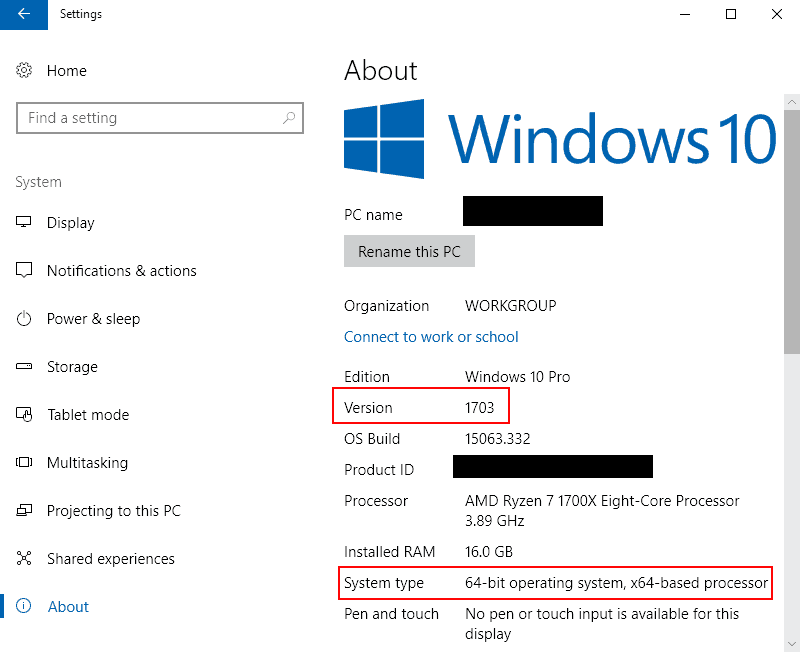 Settings
Home
Find a setting
System
Display
Notifications & actions
Power & sleep
Storage
Tablet mode
Multitasking
Projecting to this PC
Shared experiences
About
About
Windows 10
PC name
Rename this PC
Organization WORKGROUP
Connect to work or school
Edition Windows 10 Pro
Version 1703
OS Build 15063.332
Product ID
Processor AMD Ryzen 7 1700X Eight-Core Processor
3.89 GHz
Installed RAM 16.0 GB
System type 64-bit operating system, x64-based processor
Pen and touch No pen or touch input is available for this
display